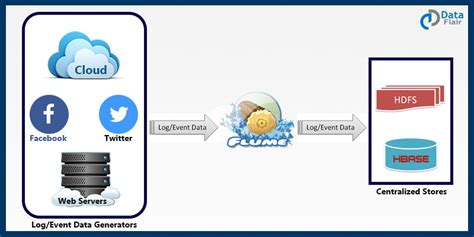 Data
Flair
Cloud
Facebook
Twitter
Web Servers
Log/Event Data Generators
Log/Event Data
FLUME
Log/Event Data
HDFS
HBASE
Centralized Stores